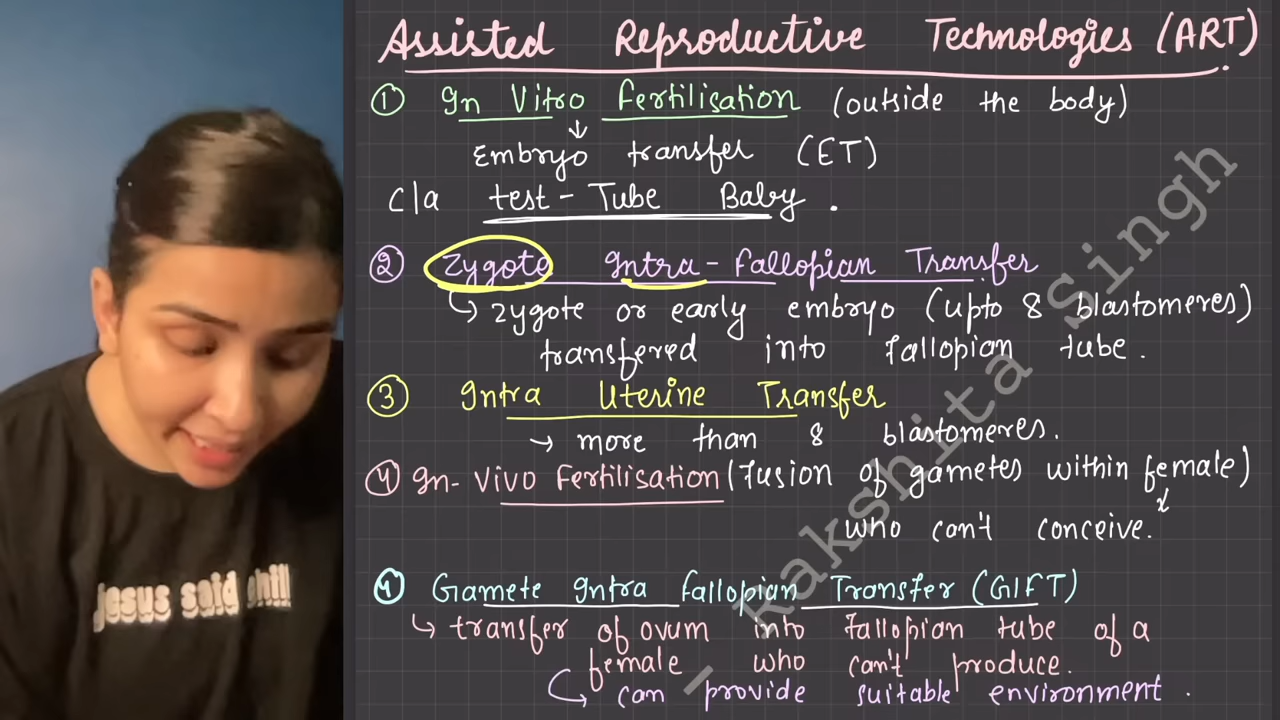 Assisted Reproductive Technologies (ART)
① In Vitro Fertilisation (outside the body)
Embryo transfer (ET)
c/a test-Tube Baby.
② Zygote Intra-fallopian Transfer
↳ zygote or early embryo (upto 8 blastomeres)
transfered into fallopian tube.
③ Intra Uterine Transfer
→ more than 8 blastomeres.
④ In-Vivo Fertilisation (fusion of gametes within female)
who can't conceive.
④ Gamete Intra fallopian Transfer (GIFT)
↳ transfer of ovum into fallopian tube of a
female who can't produce.
↳ can provide suitable environment.
- Rakshita Singh
jesus said chill